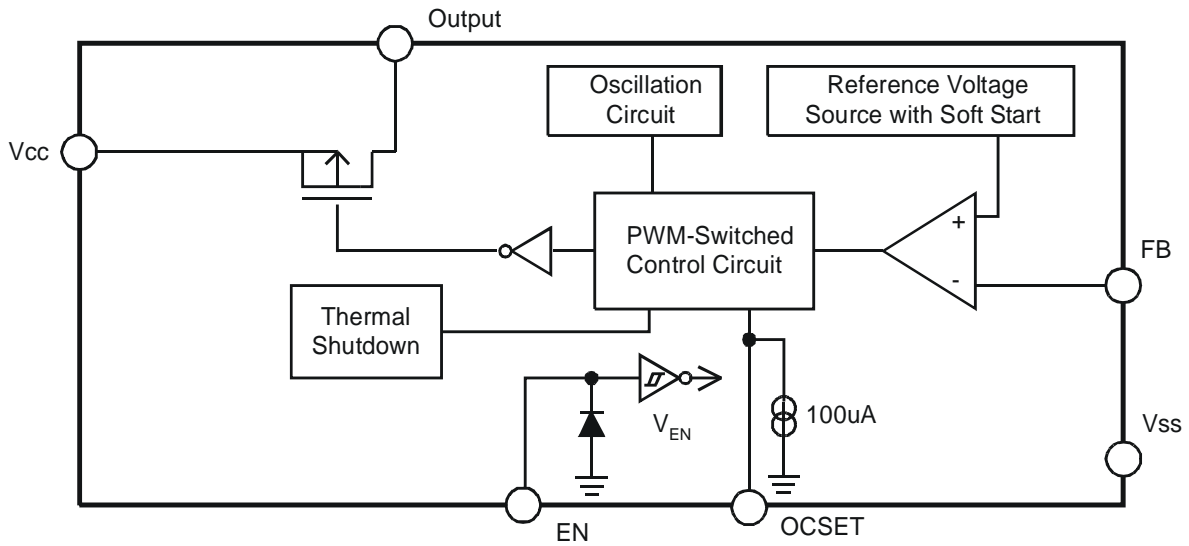 Output
Oscillation
Circuit
Reference Voltage
Source with Soft Start
Vcc
+
PWM-Switched
Control Circuit
-
FB
Thermal
Shutdown
VEN
100uA
Vss
EN
OCSET